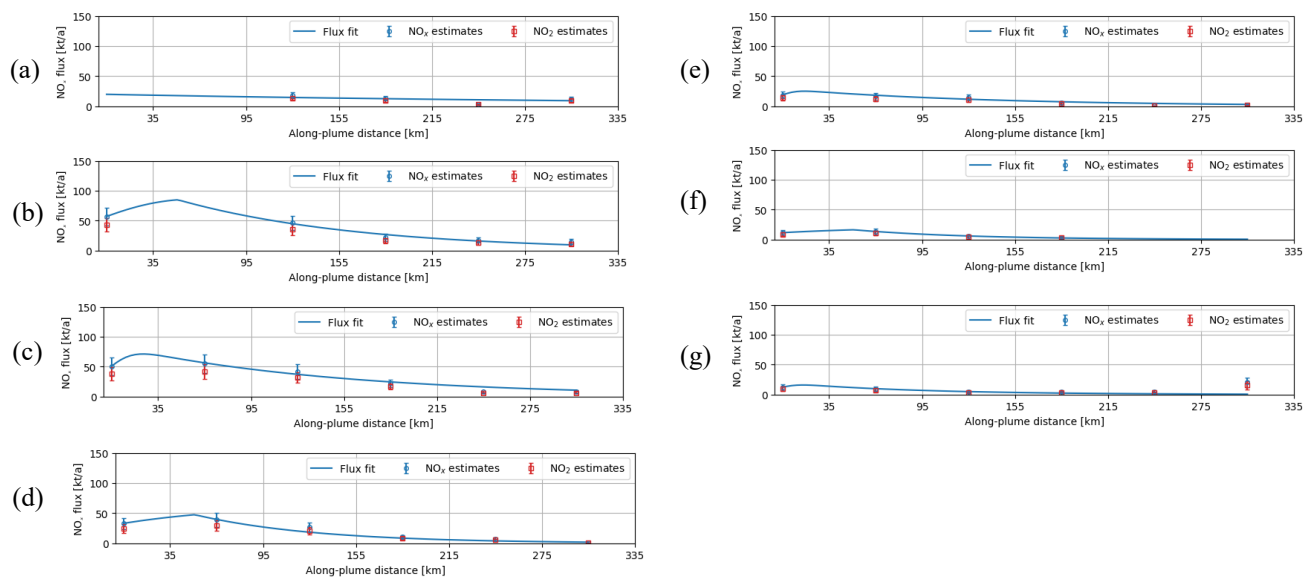 (a)
NO, flux [kt/a]
150
100
50
0
Flux fit NOₓ estimates NO₂ estimates
35 95 155 215 275 335
Along-plume distance [km]
(b)
NO, flux [kt/a]
150
100
50
0
Flux fit NOₓ estimates NO₂ estimates
35 95 155 215 275 335
Along-plume distance [km]
(c)
NO, flux [kt/a]
150
100
50
0
Flux fit NOₓ estimates NO₂ estimates
35 95 155 215 275 335
Along-plume distance [km]
(d)
NO, flux [kt/a]
150
100
50
0
Flux fit NOₓ estimates NO₂ estimates
35 95 155 215 275 335
Along-plume distance [km]
(e)
NO, flux [kt/a]
150
100
50
0
Flux fit NOₓ estimates NO₂ estimates
35 95 155 215 275 335
Along-plume distance [km]
(f)
NO, flux [kt/a]
150
100
50
0
Flux fit NOₓ estimates NO₂ estimates
35 95 155 215 275 335
Along-plume distance [km]
(g)
NO, flux [kt/a]
150
100
50
0
Flux fit NOₓ estimates NO₂ estimates
35 95 155 215 275 335
Along-plume distance [km]